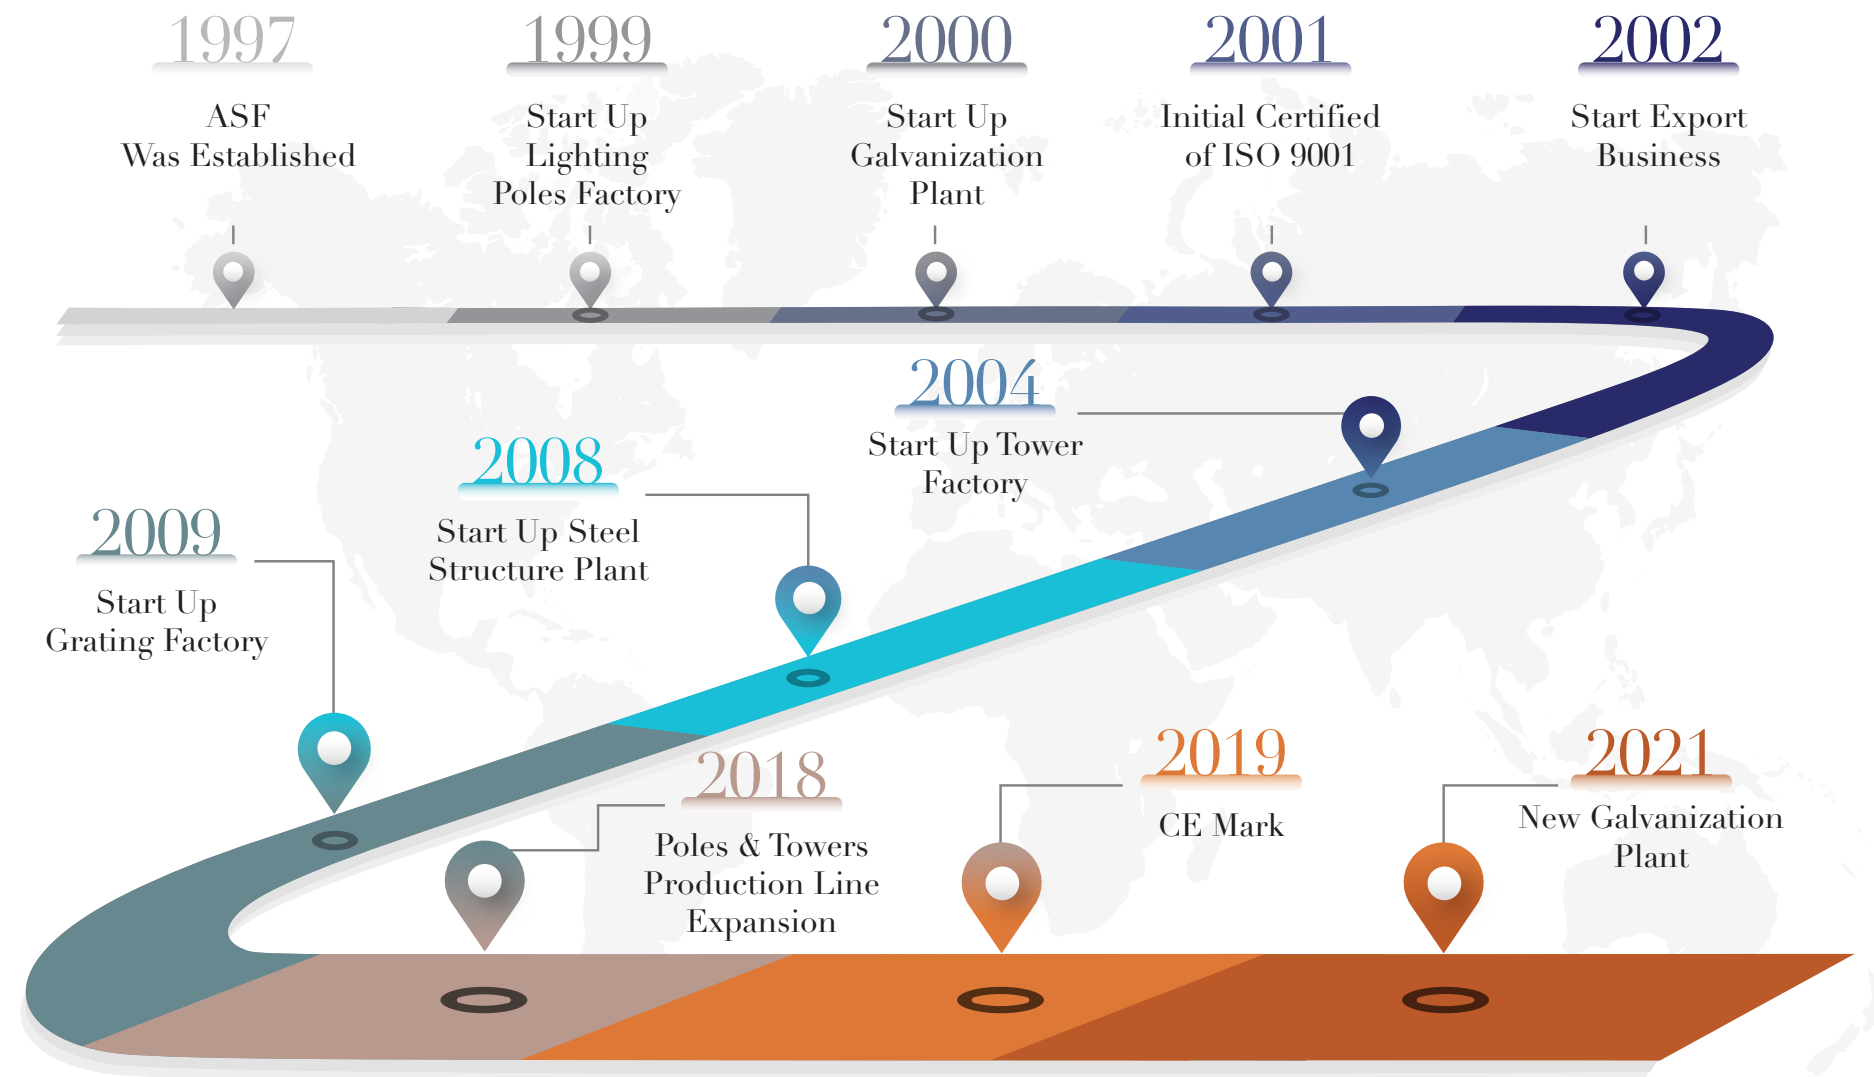 1997
ASF
Was Established
1999
Start Up
Lighting
Poles Factory
2000
Start Up
Galvanization
Plant
2001
Initial Certified
of ISO 9001
2002
Start Export
Business
2004
Start Up Tower
Factory
2008
Start Up Steel
Structure Plant
2009
Start Up
Grating Factory
2018
Poles & Towers
Production Line
Expansion
2019
CE Mark
2021
New Galvanization
Plant